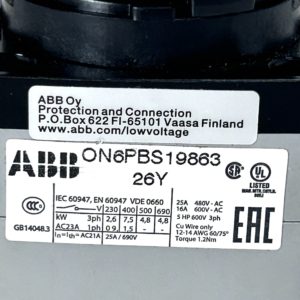 ABB Oy
Protection and Connection
P.O.Box 622 FI-65101 Vaasa Finland
www.abb.com/lowvoltage
ABB ON6PBS19863
26Y
IEC 60947, EN 60947 VDE 0660
230 400 500 690
kW 3ph 2,6 7,5 4,8 4,8
AC23A 1ph 0,9 1,5
AC21A 25A / 690V
CCC
GB14048.3
25A 480V- AC
16A 600V- AC
5 HP 600V 3ph
Cu Wire only
12-14 AWG 60/75°
Torque 1.2Nm
UL
LISTED
EAC